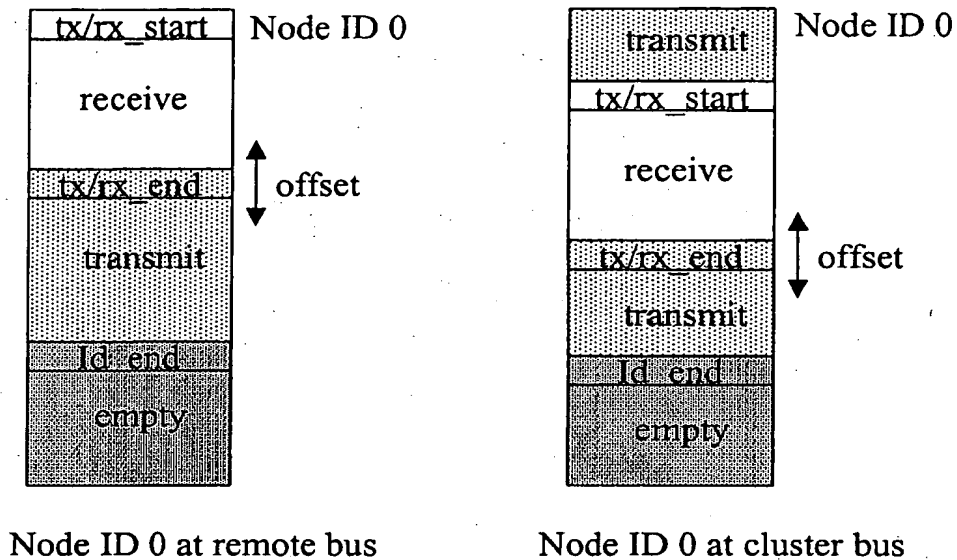 tx/rx_start
Node ID 0
receive
tx/rx_end
offset
transmit
Id_end
empty
Node ID 0 at remote bus
transmit
Node ID 0
tx/rx_start
receive
tx/rx_end
offset
transmit
Id_end
empty
Node ID 0 at cluster bus